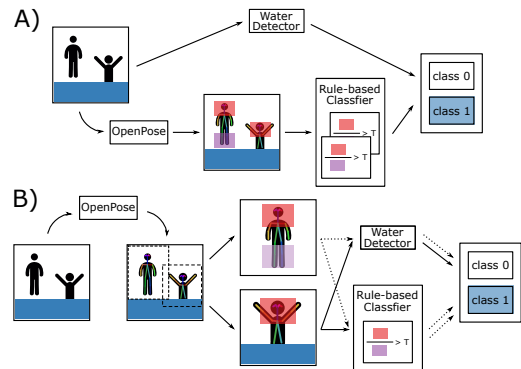 A)
Water
Detector
OpenPose
Rule-based
Classfier
> T
> T
class 0
class 1
B)
OpenPose
Water
Detector
Rule-based
Classfier
> T
class 0
class 1